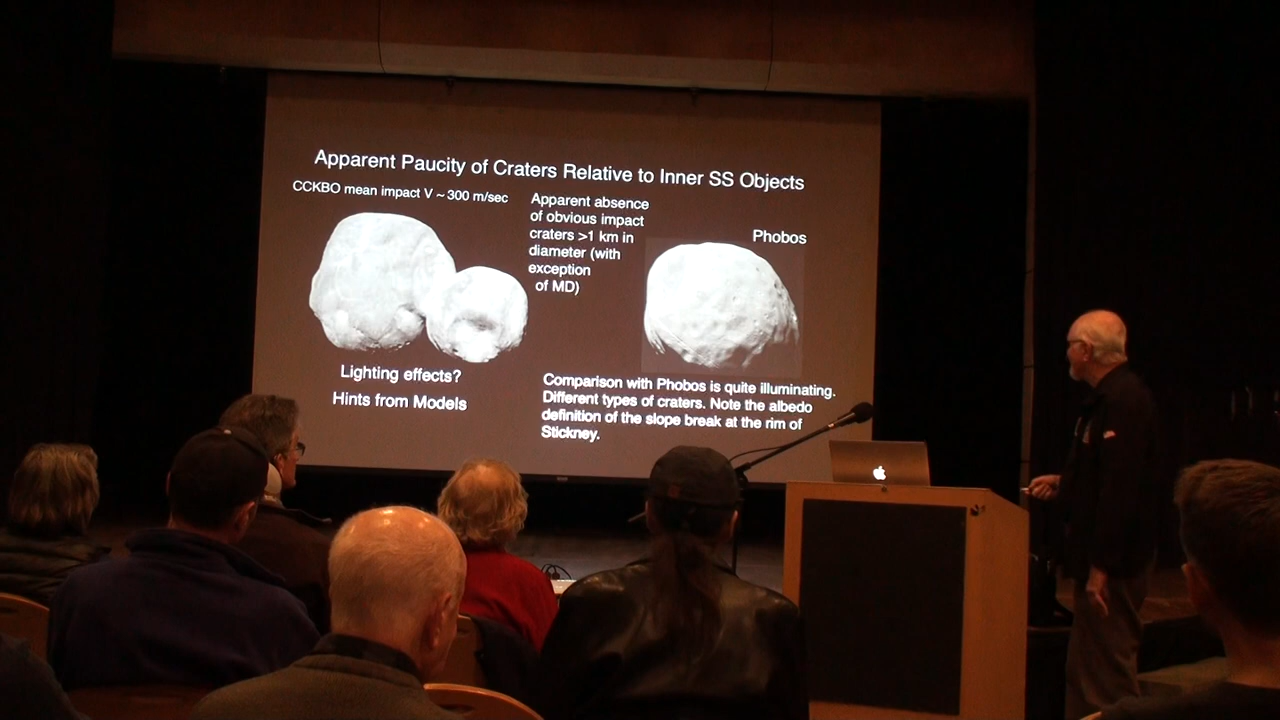 Apparent Paucity of Craters Relative to Inner SS Objects
CCKBO mean impact V ~ 300 m/sec
Apparent absence
of obvious impact
craters >1 km in
diameter (with
exception
of MD)
Phobos
Lighting effects?
Hints from Models
Comparison with Phobos is quite illuminating.
Different types of craters. Note the albedo
definition of the slope break at the rim of
Stickney.